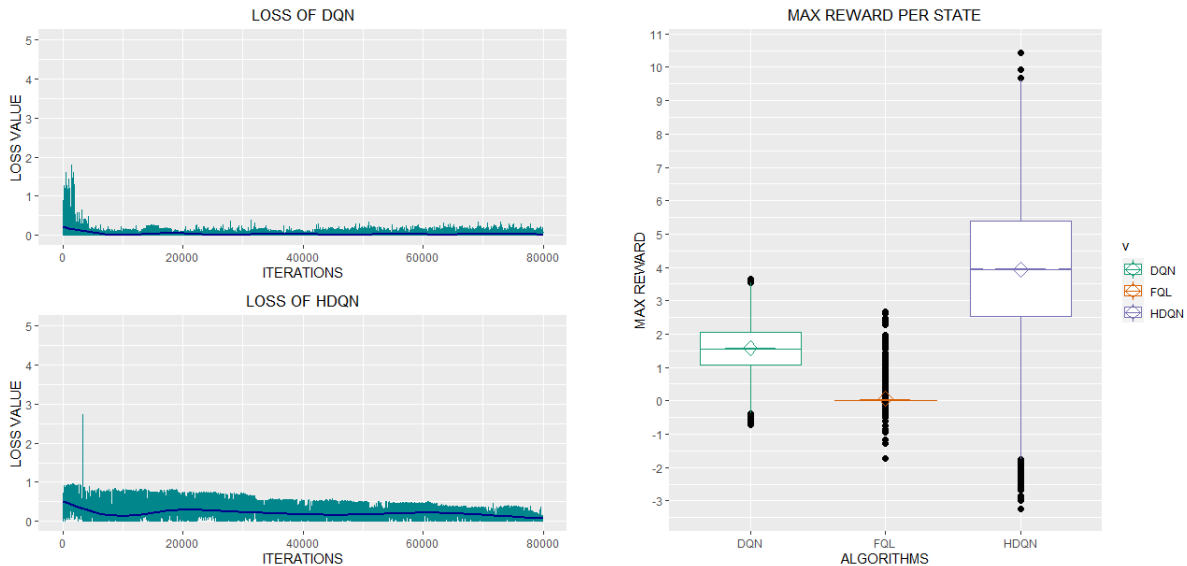 LOSS OF DQN
5
4
3
2
1
0
LOSS VALUE
0 20000 40000 60000 80000
ITERATIONS
LOSS OF HDQN
5
4
3
2
1
0
LOSS VALUE
0 20000 40000 60000 80000
ITERATIONS
MAX REWARD PER STATE
11
10
9
8
7
6
5
4
3
2
1
0
-1
-2
-3
MAX REWARD
DQN FQL HDQN
ALGORITHMS
v
DQN
FQL
HDQN